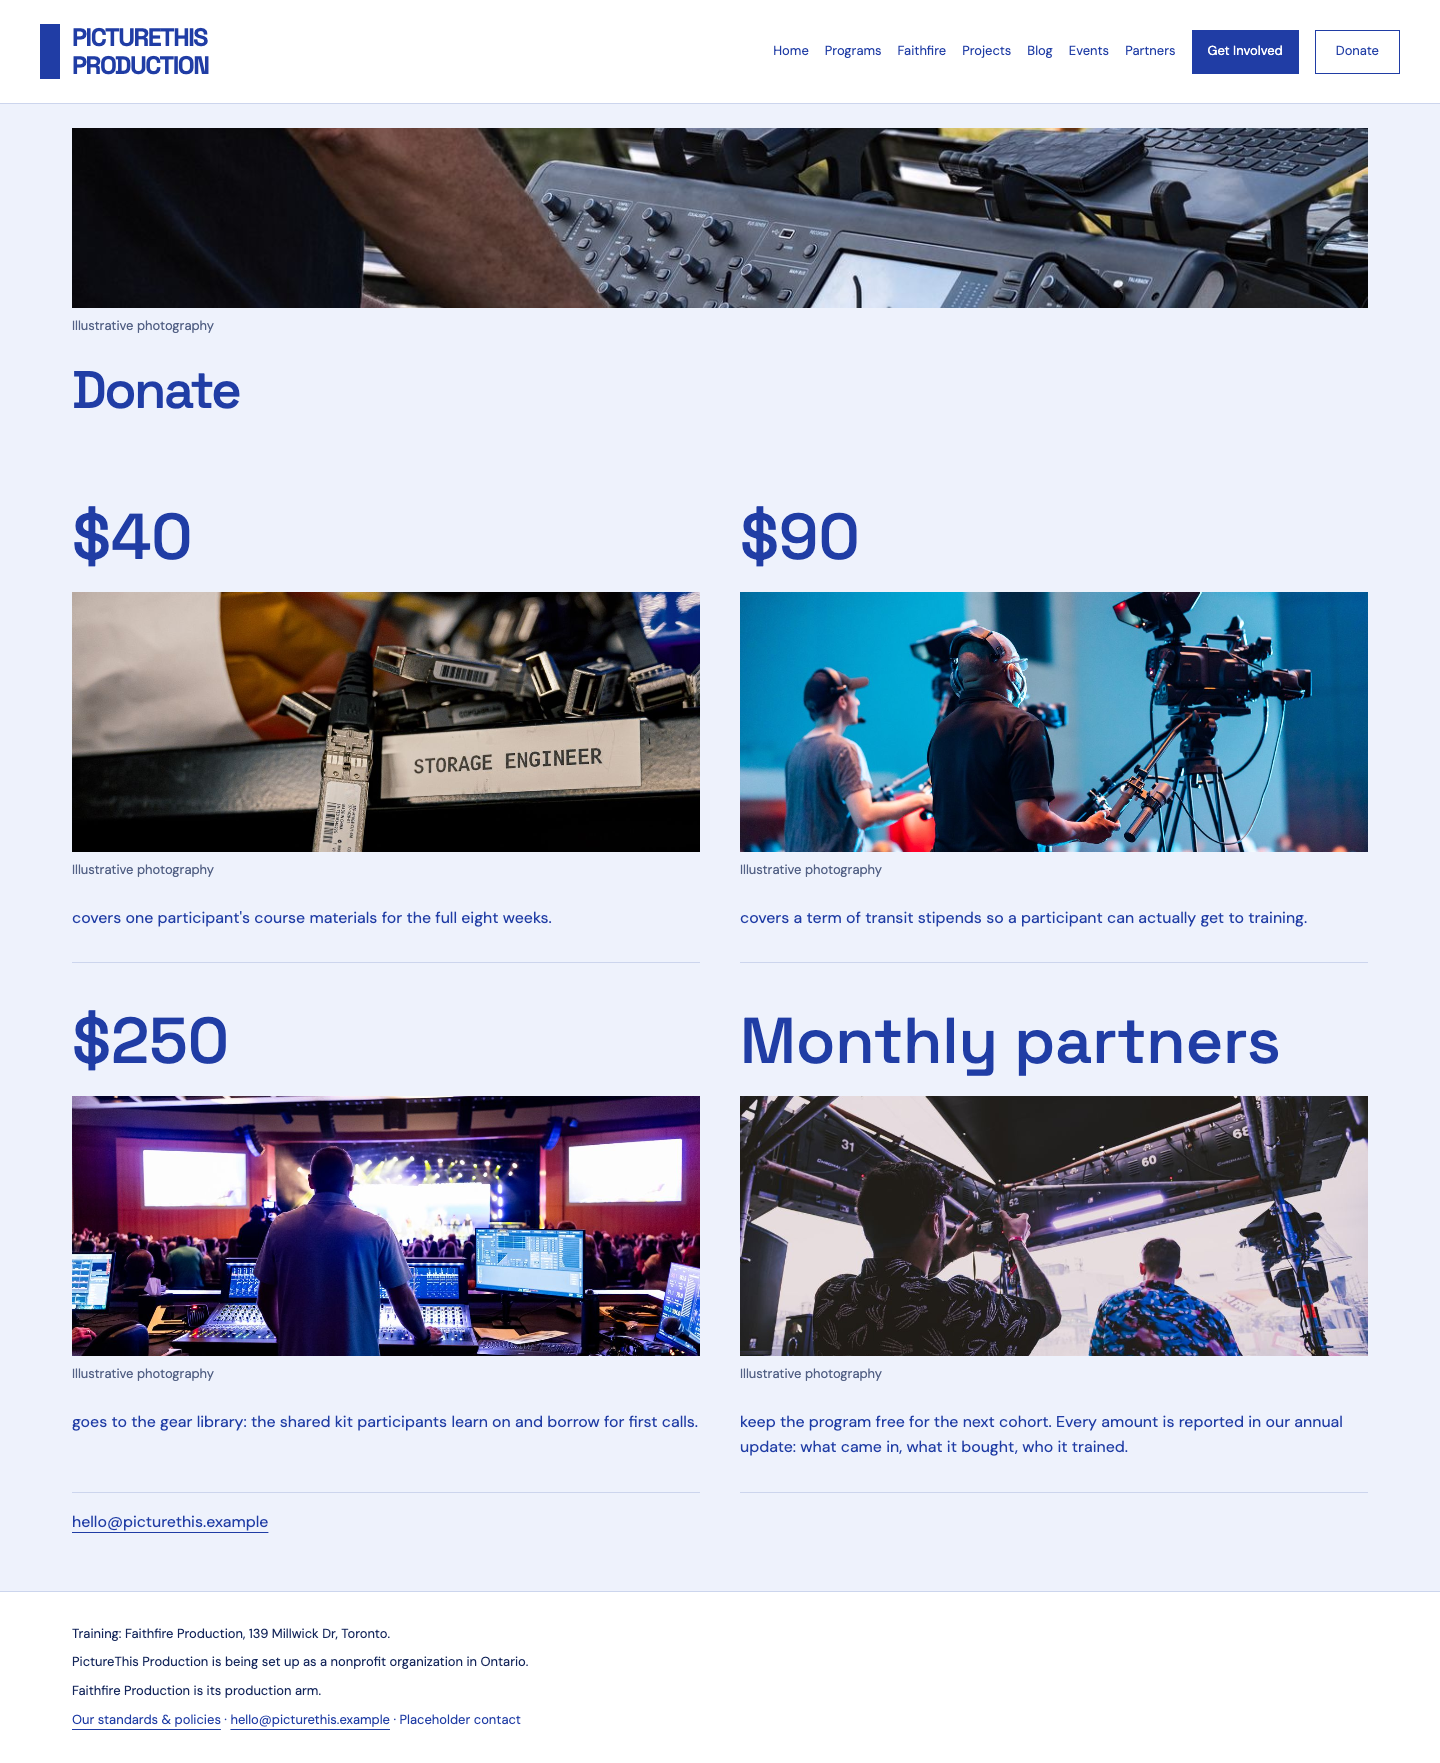 PICTURETHIS
PRODUCTION
Home Programs Faithfire Projects Blog Events Partners Get Involved Donate
Illustrative photography
Donate
$40
$90
STORAGE ENGINEER
Illustrative photography
Illustrative photography
covers one participant's course materials for the full eight weeks.
covers a term of transit stipends so a participant can actually get to training.
$250
Monthly partners
31
60
68
Illustrative photography
Illustrative photography
goes to the gear library: the shared kit participants learn on and borrow for first calls.
keep the program free for the next cohort. Every amount is reported in our annual
update: what came in, what it bought, who it trained.
hello@picturethis.example
Training: Faithfire Production, 139 Millwick Dr, Toronto.
PictureThis Production is being set up as a nonprofit organization in Ontario.
Faithfire Production is its production arm.
Our standards & policies · hello@picturethis.example · Placeholder contact